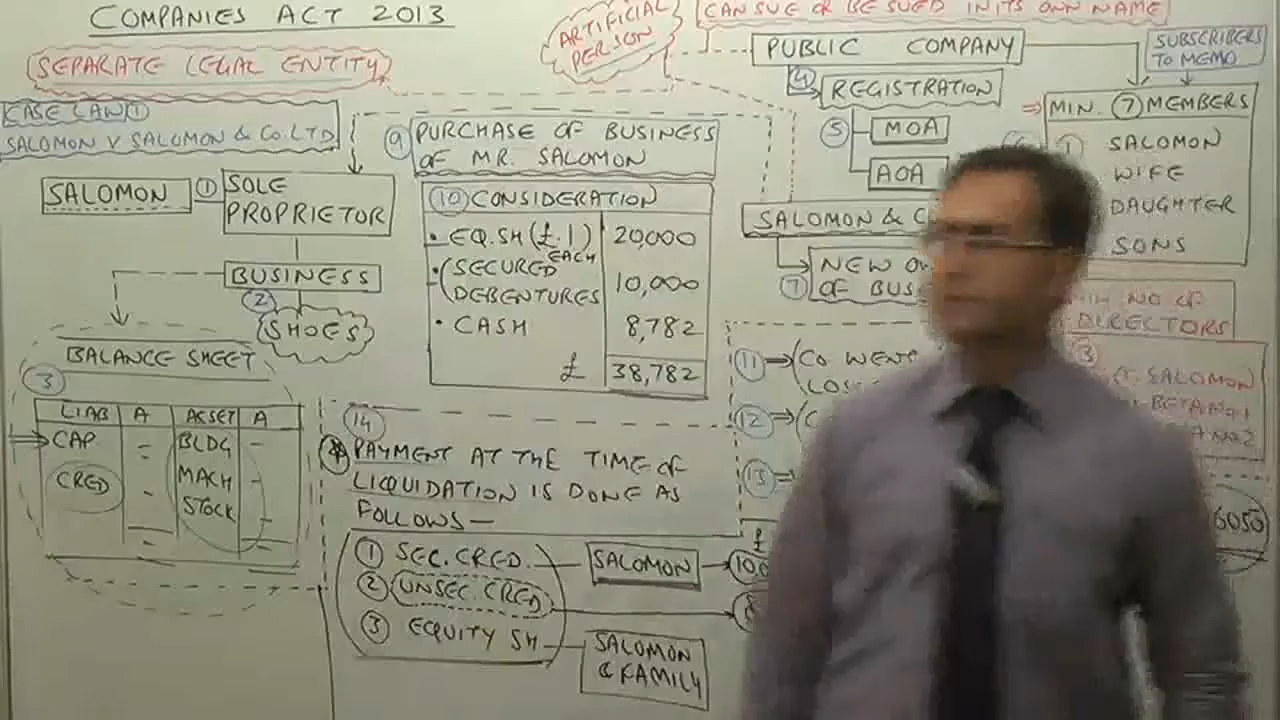 COMPANIES ACT 2013
SEPARATE LEGAL ENTITY
CASE LAW ①
SALOMON V SALOMON & CO. LTD
SALOMON
① SOLE
PROPRIETOR
BUSINESS
②
SHOES
BALANCE SHEET
③
LIAB A ASSET A
CAP - BLDG -
CRED - MACH -
STOCK -
ARTIFICIAL
PERSON
CAN SUE OR BE SUED IN ITS OWN NAME
PUBLIC COMPANY
SUBSCRIBERS
TO MEMO
④ REGISTRATION
⑤ MOA
AOA
MIN. ⑦ MEMBERS
① SALOMON
WIFE
DAUGHTER
SONS
SALOMON & C
NEW OW
⑦ OF BUS
NO OF
DIRECTORS
③
SALOMON
⑨ PURCHASE OF BUSINESS
OF MR. SALOMON
⑩ CONSIDERATION
• EQ.SH (£.1) EACH 20,000
• (SECURED
DEBENTURES 10,000
• CASH 8,782
£ 38,782
⑪ ⇒ (CO WENT
LOS
⑫ ⇒ (C
⑬ ⇒
6050
⑭
PAYMENT AT THE TIME OF
LIQUIDATION IS DONE AS
FOLLOWS —
① SEC. CRED. — SALOMON → 10,0
② UNSEC. CRED
③ EQUITY SH — SALOMON
& FAMILY
£